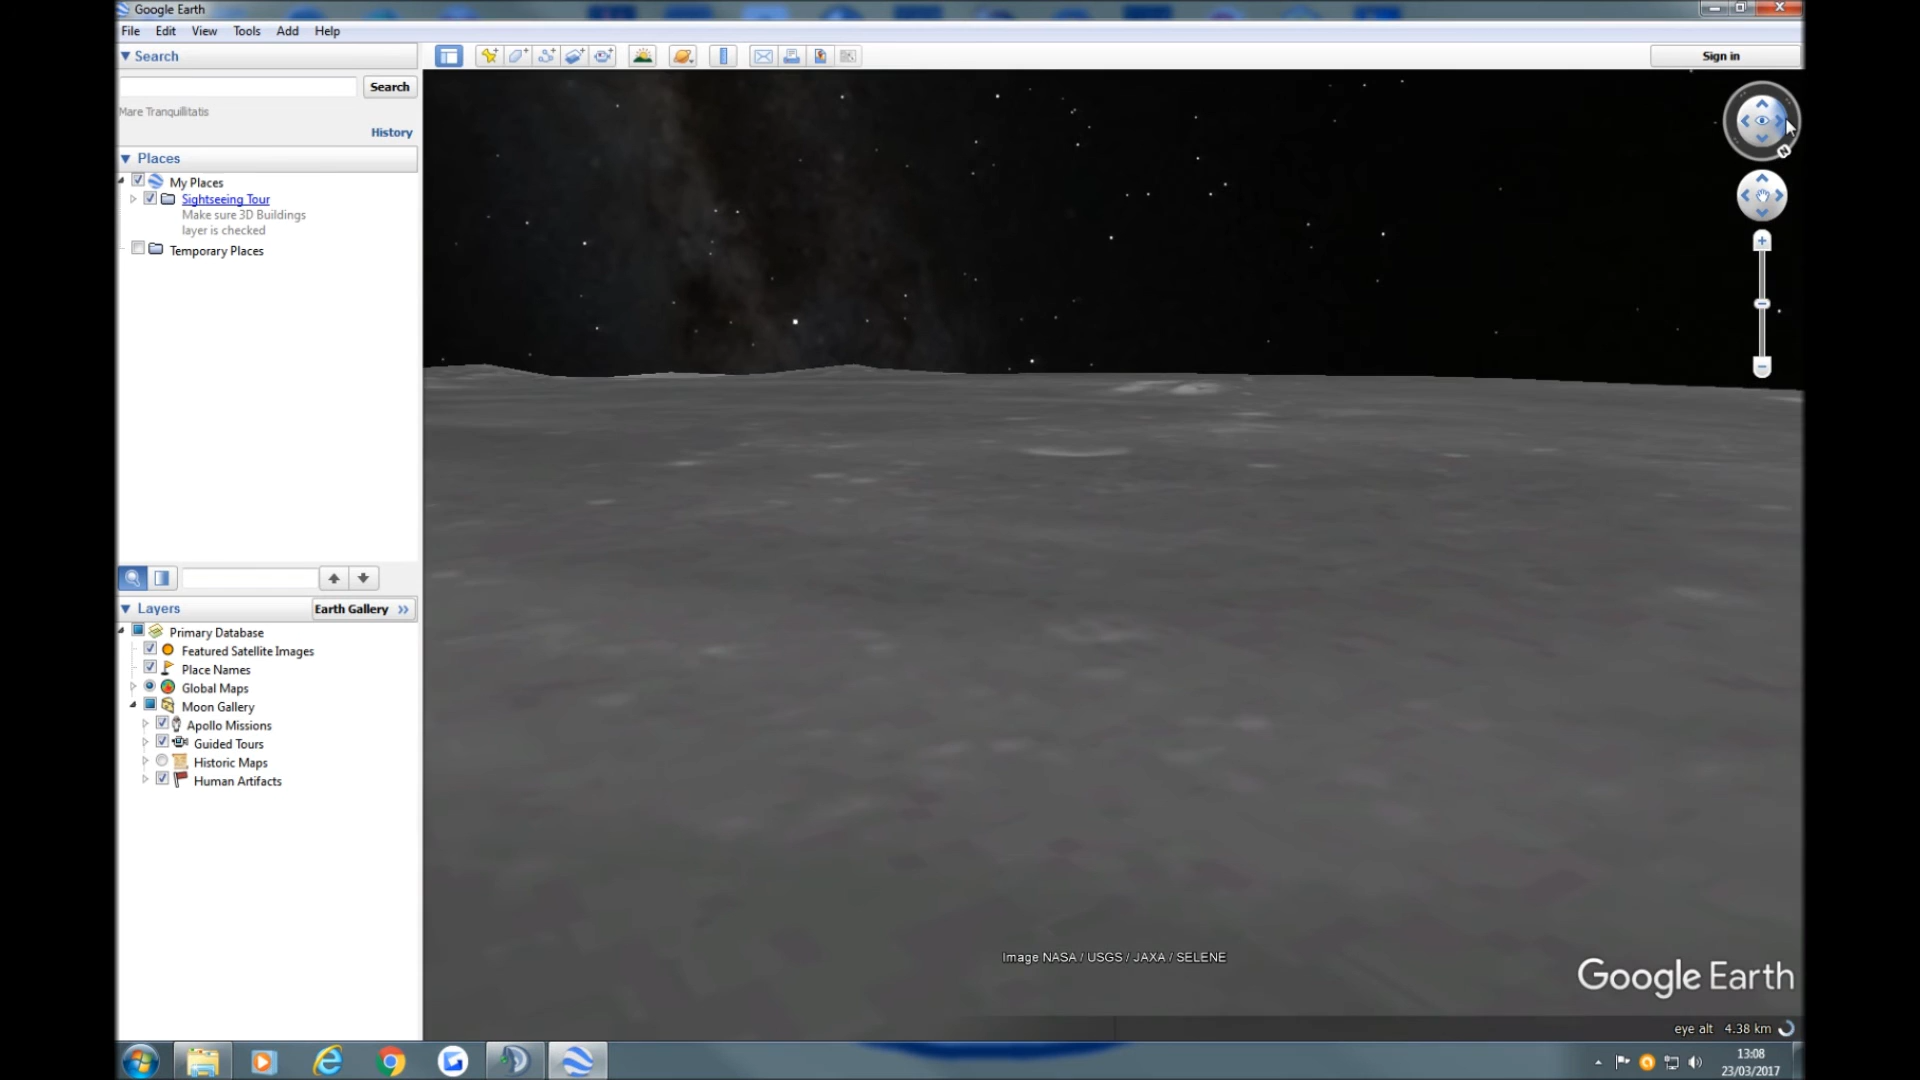 Google Earth
File Edit View Tools Add Help
Search
Search
Mare Tranquillitatis
History
Places
My Places
Sightseeing Tour
Make sure 3D Buildings
layer is checked
Temporary Places
Layers
Earth Gallery »
Primary Database
Featured Satellite Images
Place Names
Global Maps
Moon Gallery
Apollo Missions
Guided Tours
Historic Maps
Human Artifacts
Sign in
N
Image NASA / USGS / JAXA / SELENE
Google Earth
eye alt 4.38 km
13:08
23/03/2017